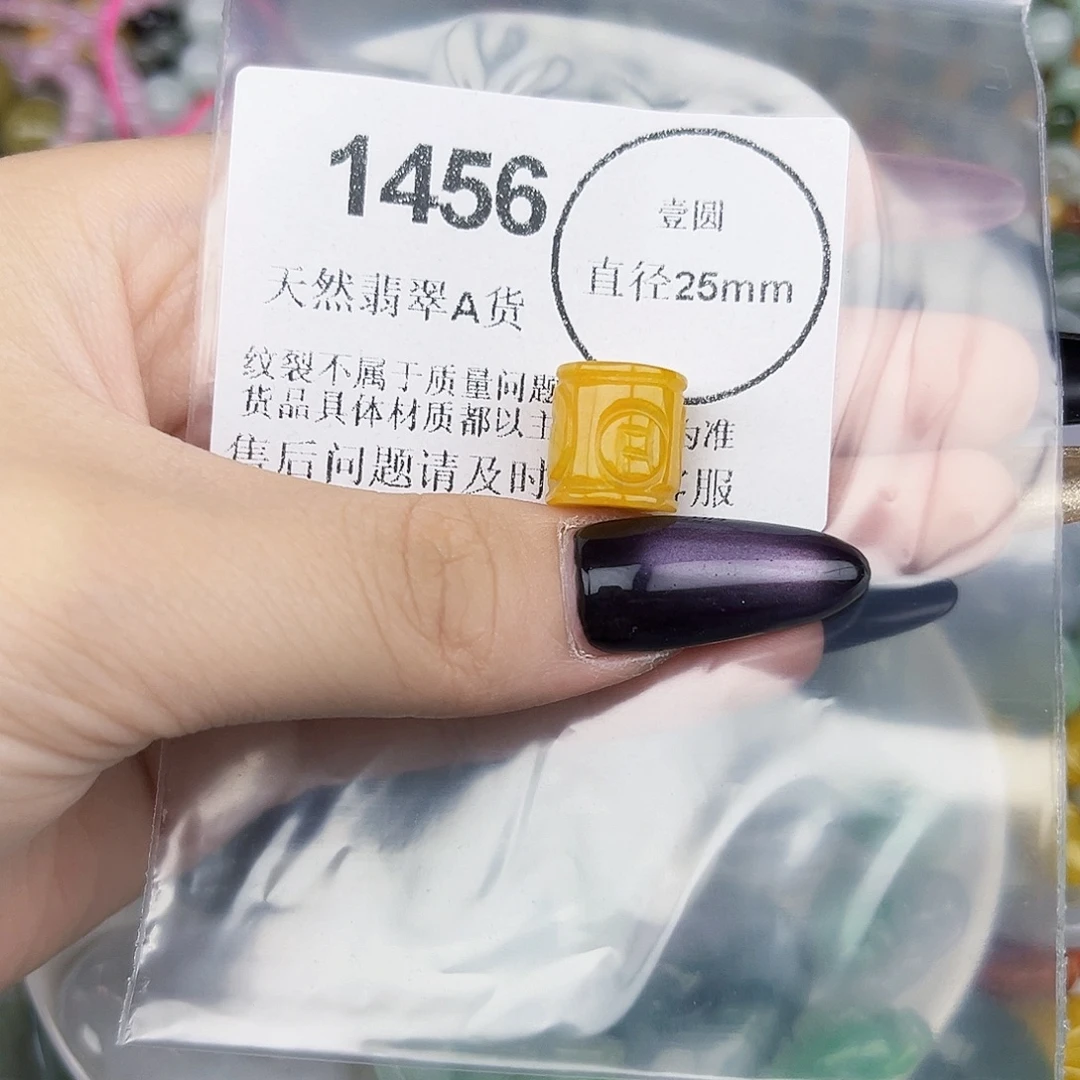 1456
壹圆
直径25mm
天然翡翠A货
纹裂不属于质量问题
货品具体材质都以主 为准
售后问题请及时 客服